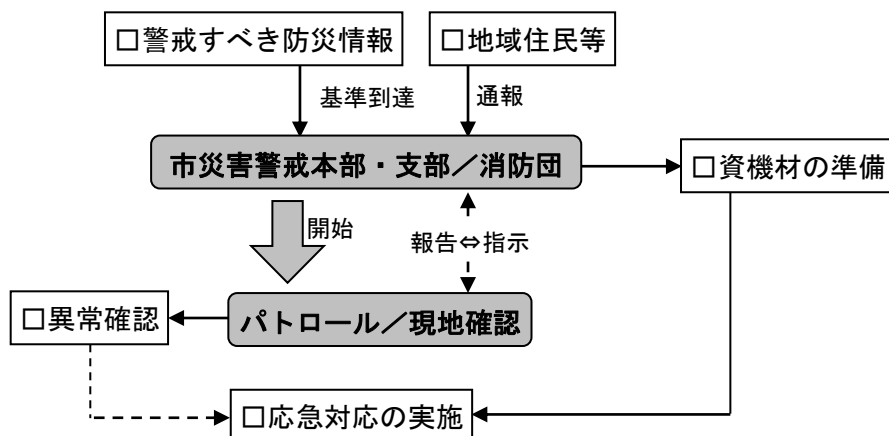 □警戒すべき防災情報
□地域住民等
基準到達
通報
市災害警戒本部・支部／消防団
□資機材の準備
開始
報告⇔指示
□異常確認
パトロール／現地確認
□応急対応の実施